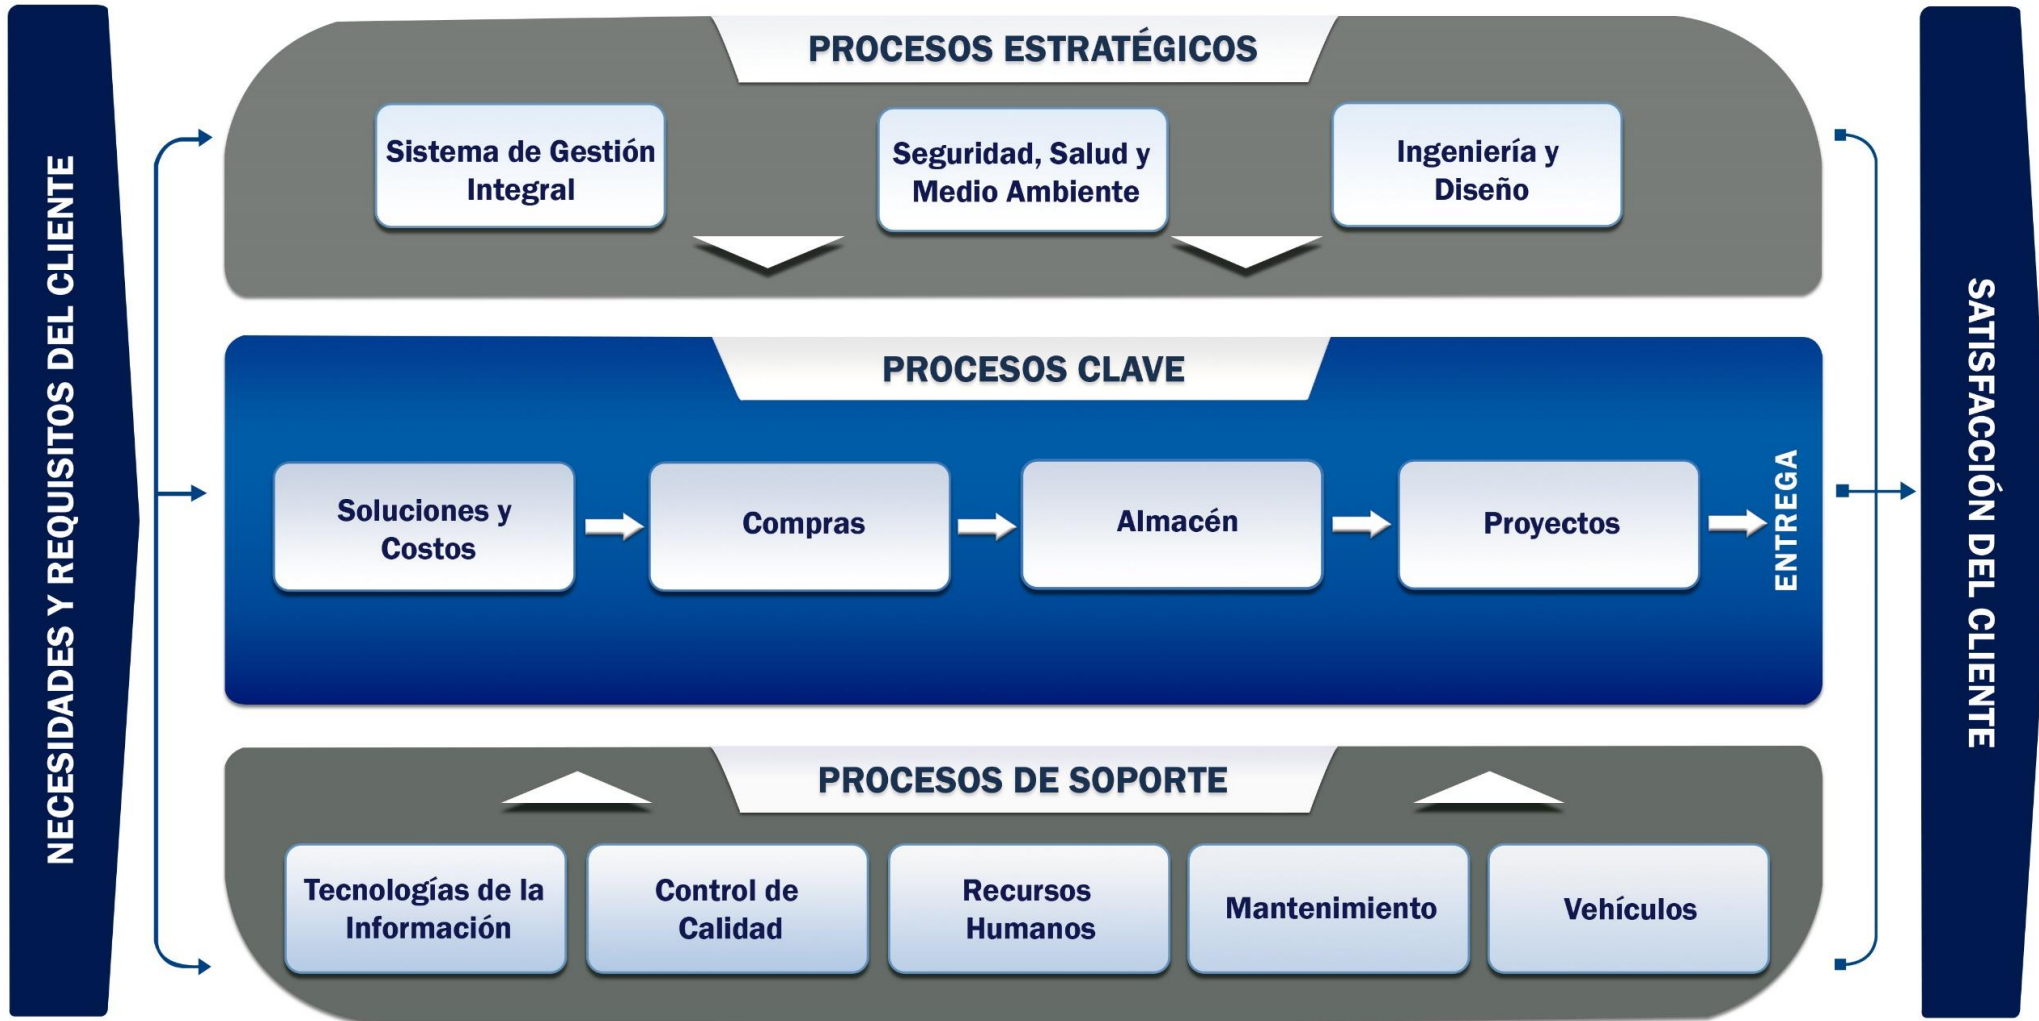 NECESIDADES Y REQUISITOS DEL CLIENTE
PROCESOS ESTRATÉGICOS
Sistema de Gestión
Integral
Seguridad, Salud y
Medio Ambiente
Ingeniería y
Diseño
PROCESOS CLAVE
Soluciones y
Costos
Compras
Almacén
Proyectos
ENTREGA
PROCESOS DE SOPORTE
Tecnologías de la
Información
Control de
Calidad
Recursos
Humanos
Mantenimiento
Vehículos
SATISFACCIÓN DEL CLIENTE